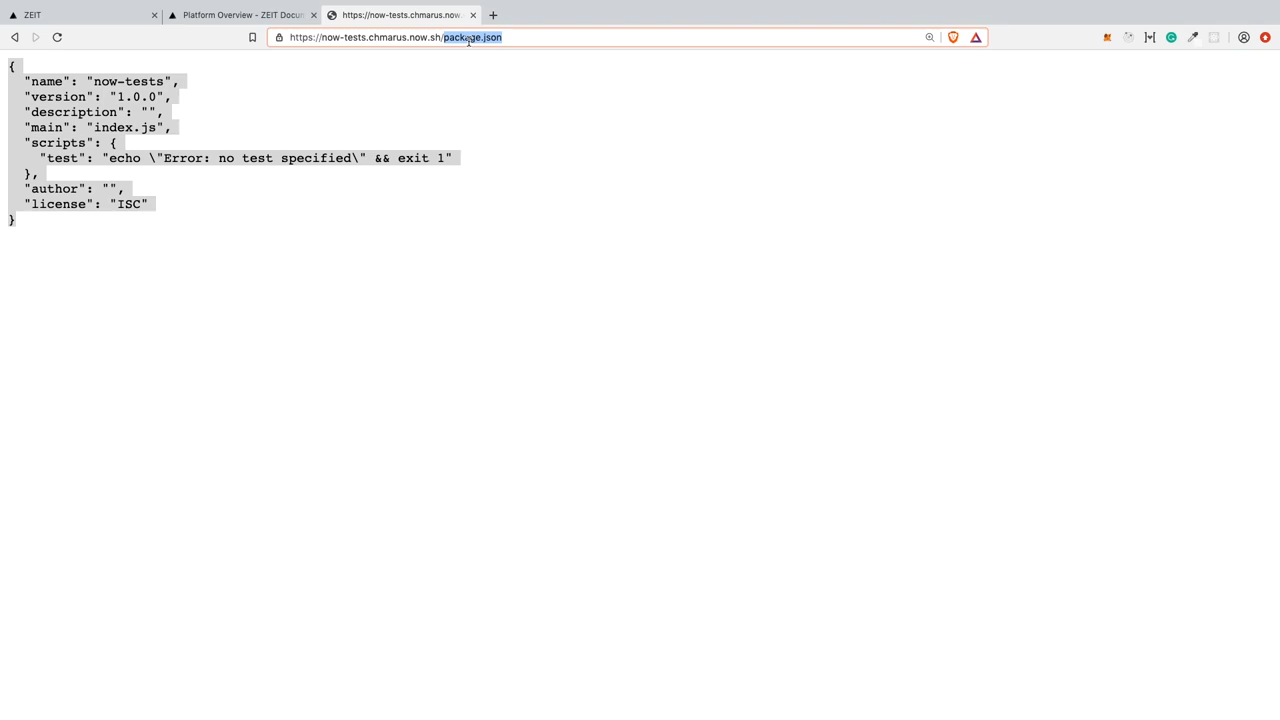 ZEIT
Platform Overview - ZEIT Docum
https://now-tests.chmarus.now.
https://now-tests.chmarus.now.sh/package.json
{
"name": "now-tests",
"version": "1.0.0",
"description": "",
"main": "index.js",
"scripts": {
"test": "echo \"Error: no test specified\" && exit 1"
},
"author": "",
"license": "ISC"
}